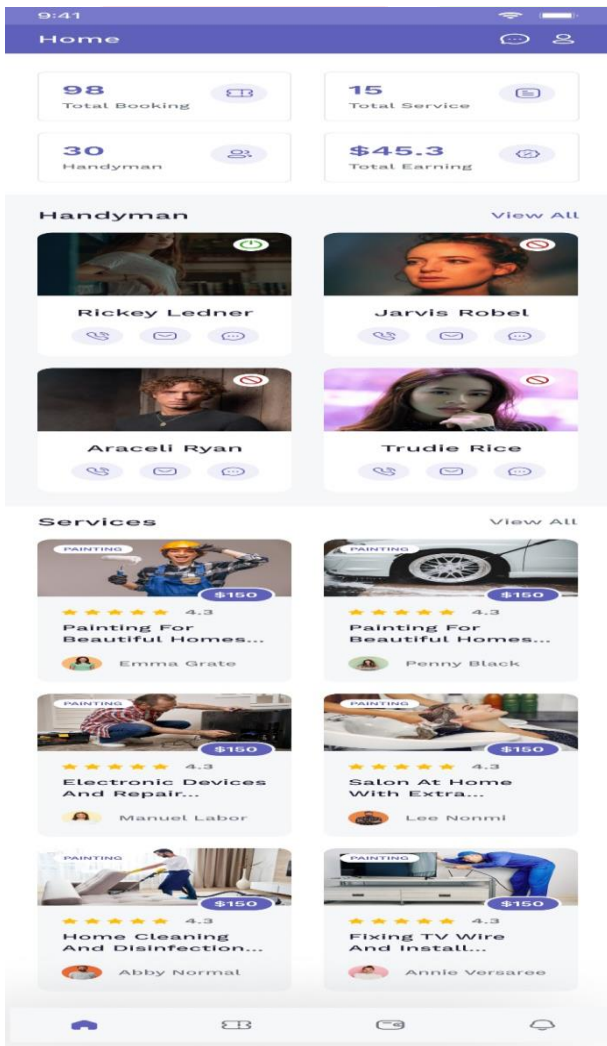 9:41
Home
98
Total Booking
15
Total Service
30
Handyman
$45.3
Total Earning
Handyman
View All
Rickey Ledner
Jarvis Robel
Araceli Ryan
Trudie Rice
Services
View All
PAINTING
$150
4.3
Painting For
Beautiful Homes...
Emma Grate
PAINTING
$150
4.3
Painting For
Beautiful Homes...
Penny Black
PAINTING
$150
4.3
Electronic Devices
And Repair...
Manuel Labor
PAINTING
$150
4.3
Salon At Home
With Extra...
Lee Nonmi
PAINTING
$150
4.3
Home Cleaning
And Disinfection...
Abby Normal
PAINTING
$150
4.3
Fixing TV Wire
And Install...
Annie Versaree